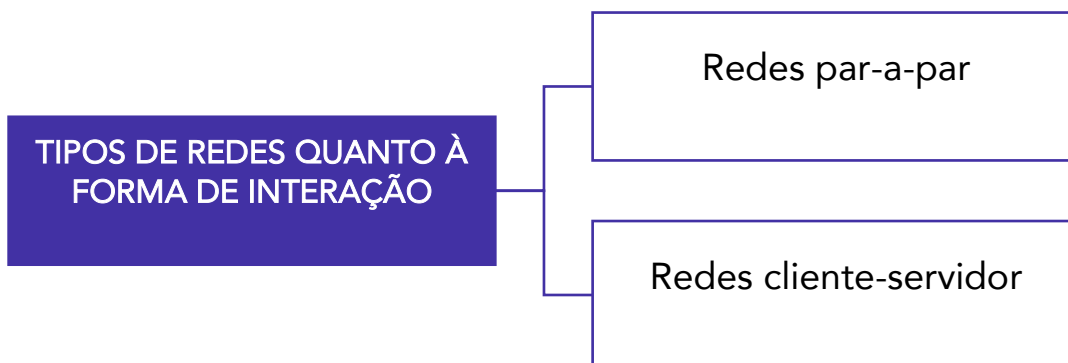 TIPOS DE REDES QUANTO À
FORMA DE INTERAÇÃO
Redes par-a-par
Redes cliente-servidor